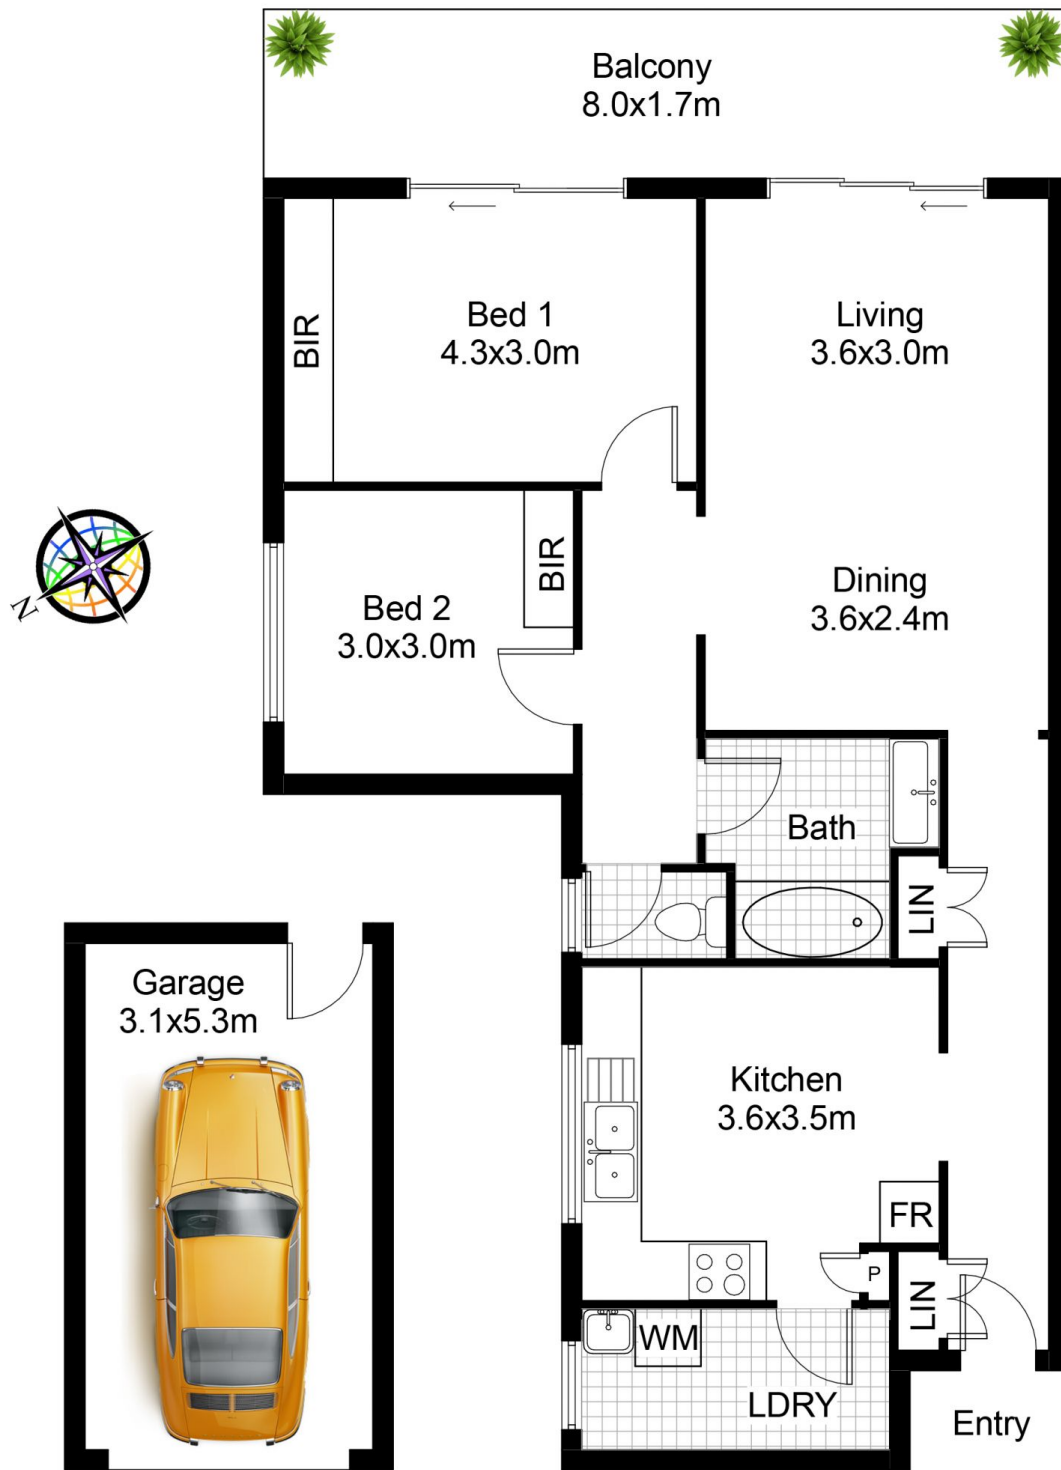 Balcony
8.0x1.7m
BIR
Bed 1
4.3x3.0m
Living
3.6x3.0m
BIR
Bed 2
3.0x3.0m
Dining
3.6x2.4m
N
Bath
LIN
Garage
3.1x5.3m
Kitchen
3.6x3.5m
FR
P
LIN
WM
LDRY
Entry